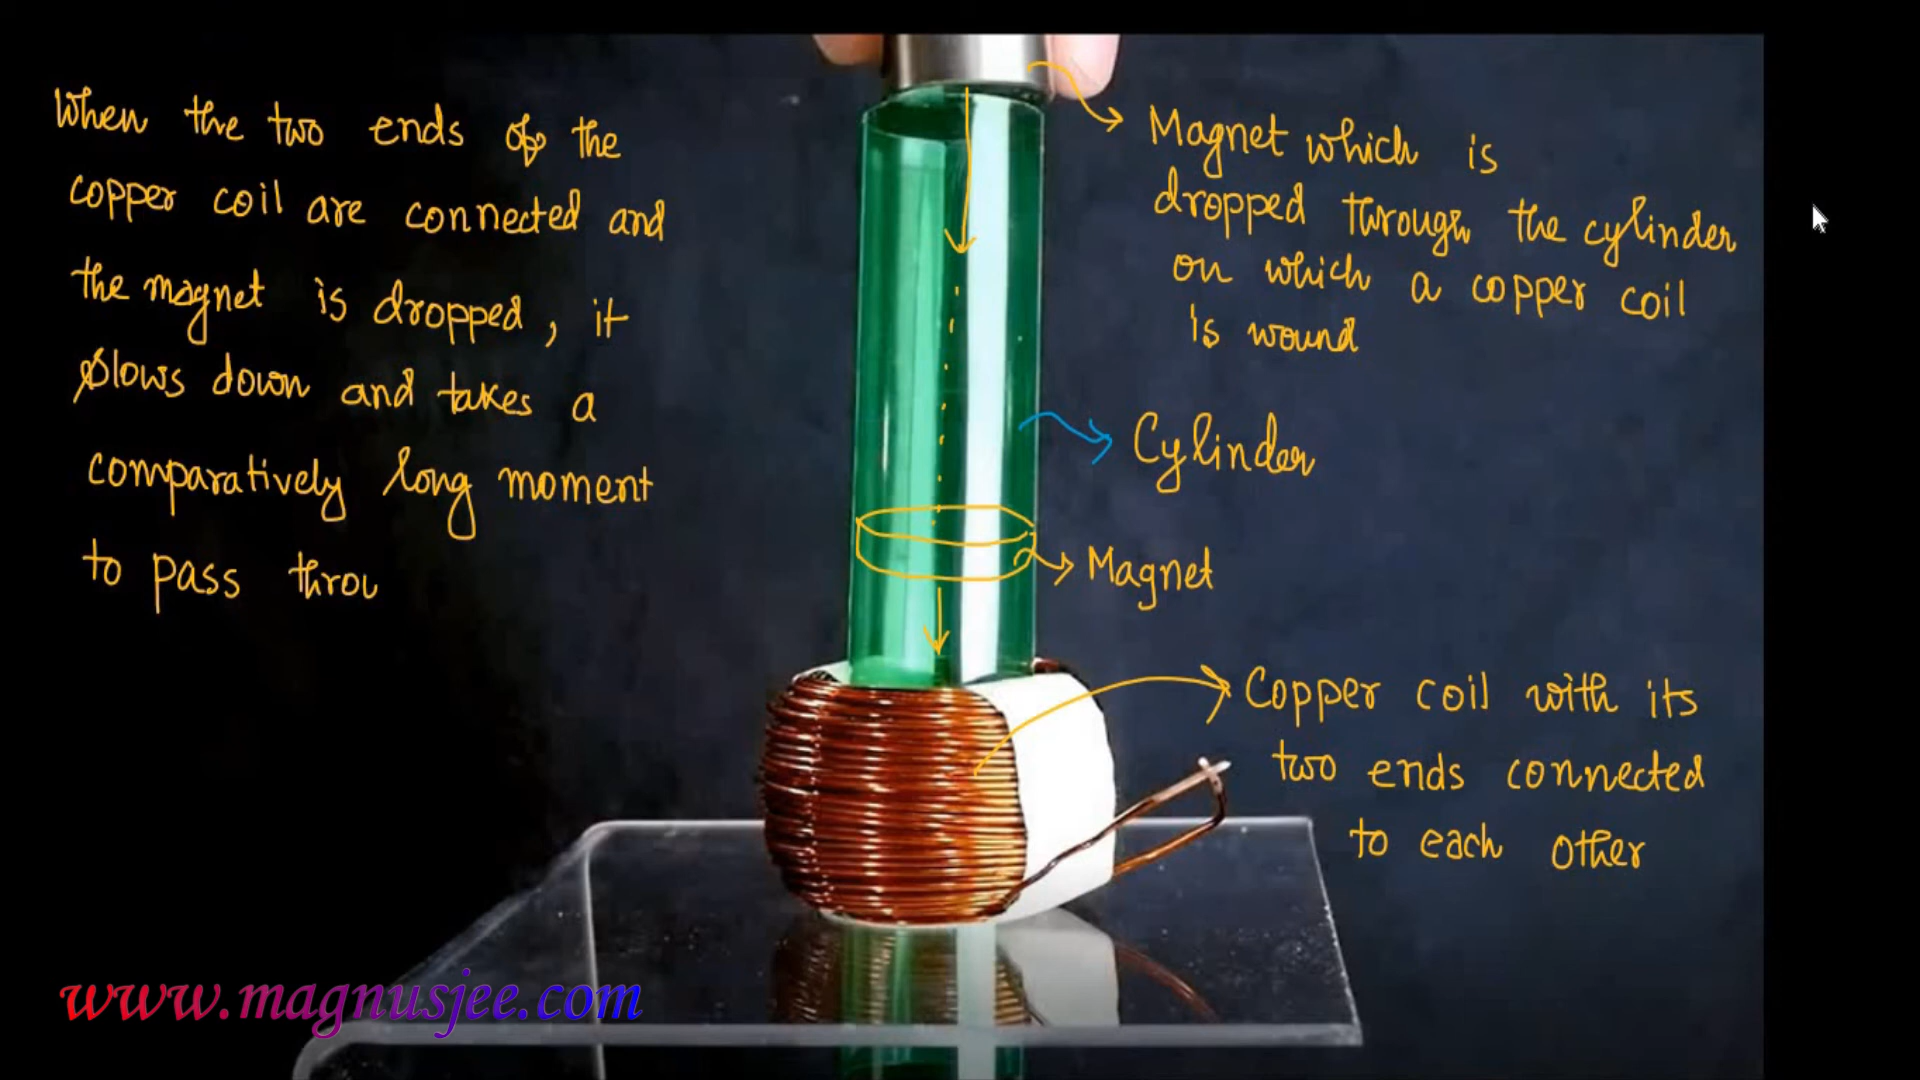 When the two ends of the
copper coil are connected and
the magnet is dropped, it
slows down and takes a
comparatively long moment
to pass throu
Magnet which is
dropped through the cylinder
on which a copper coil
is wound
Cylinder
Magnet
Copper coil with its
two ends connected
to each other
www.magnusjee.com